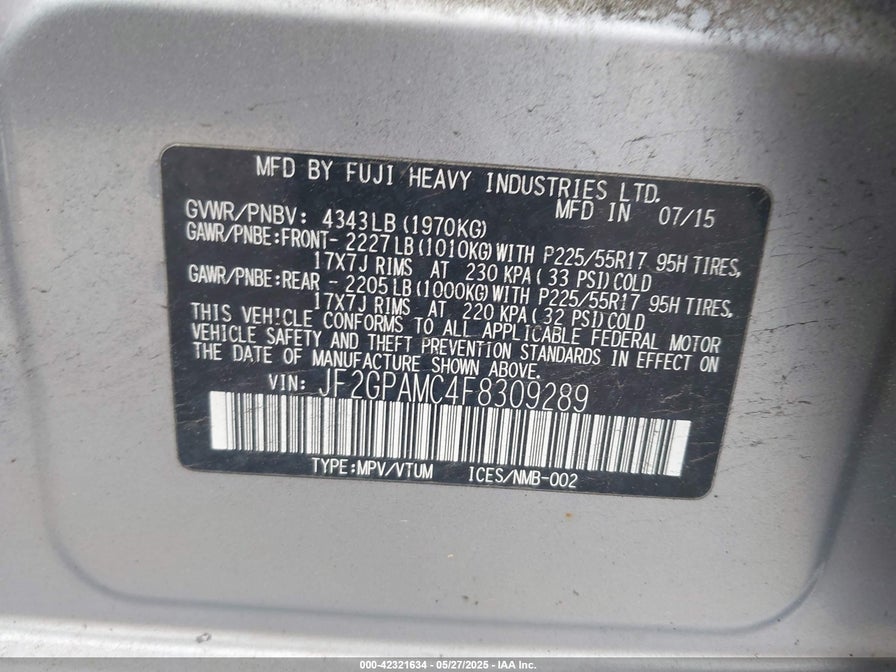 MFD BY FUJI HEAVY INDUSTRIES LTD.
MFD IN 07/15
GVWR/PNBV: 4343LB (1970KG)
GAWR/PNBE:FRONT- 2227LB (1010KG) WITH P225/55R17 95H TIRES,
17X7J RIMS AT 230 KPA ( 33 PSI) COLD
GAWR/PNBE:REAR - 2205LB (1000KG) WITH P225/55R17 95H TIRES,
17X7J RIMS AT 220 KPA ( 32 PSI) COLD
THIS VEHICLE CONFORMS TO ALL APPLICABLE FEDERAL MOTOR
VEHICLE SAFETY AND THEFT PREVENTION STANDARDS IN EFFECT ON
THE DATE OF MANUFACTURE SHOWN ABOVE.
VIN: JF2GPAMC4F8309289
TYPE:MPV/VTUM ICES/NMB-002
000-42321634 - 05/27/2025 - IAA Inc.